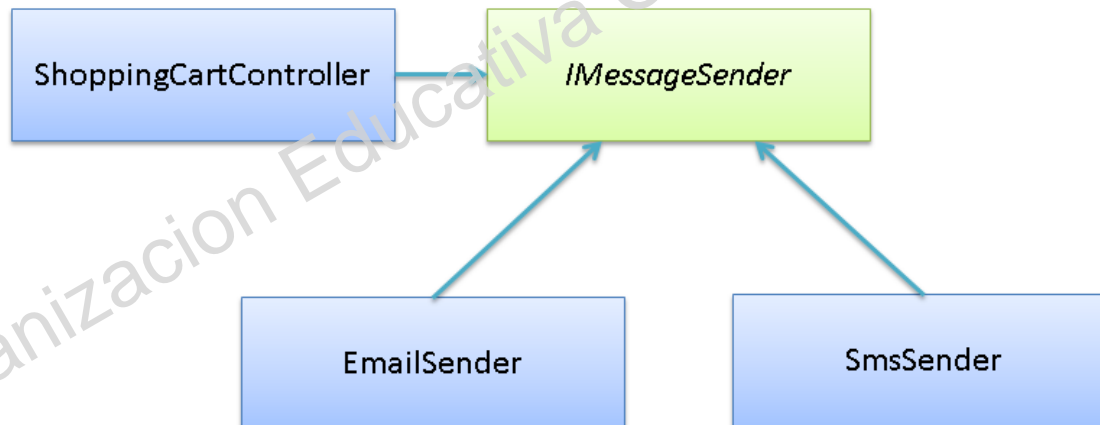 ShoppingCartController
IMessageSender
EmailSender
SmsSender
anizacion Educativa